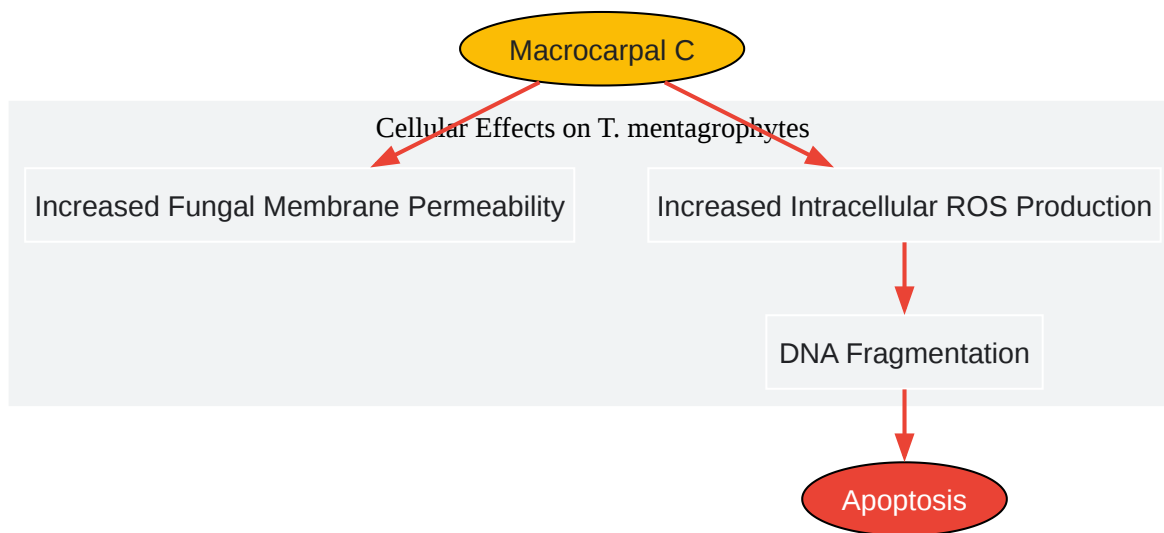 Macrocarpal C
Cellular Effects on T. mentagrophytes
Increased Fungal Membrane Permeability
Increased Intracellular ROS Production
DNA Fragmentation
Apoptosis